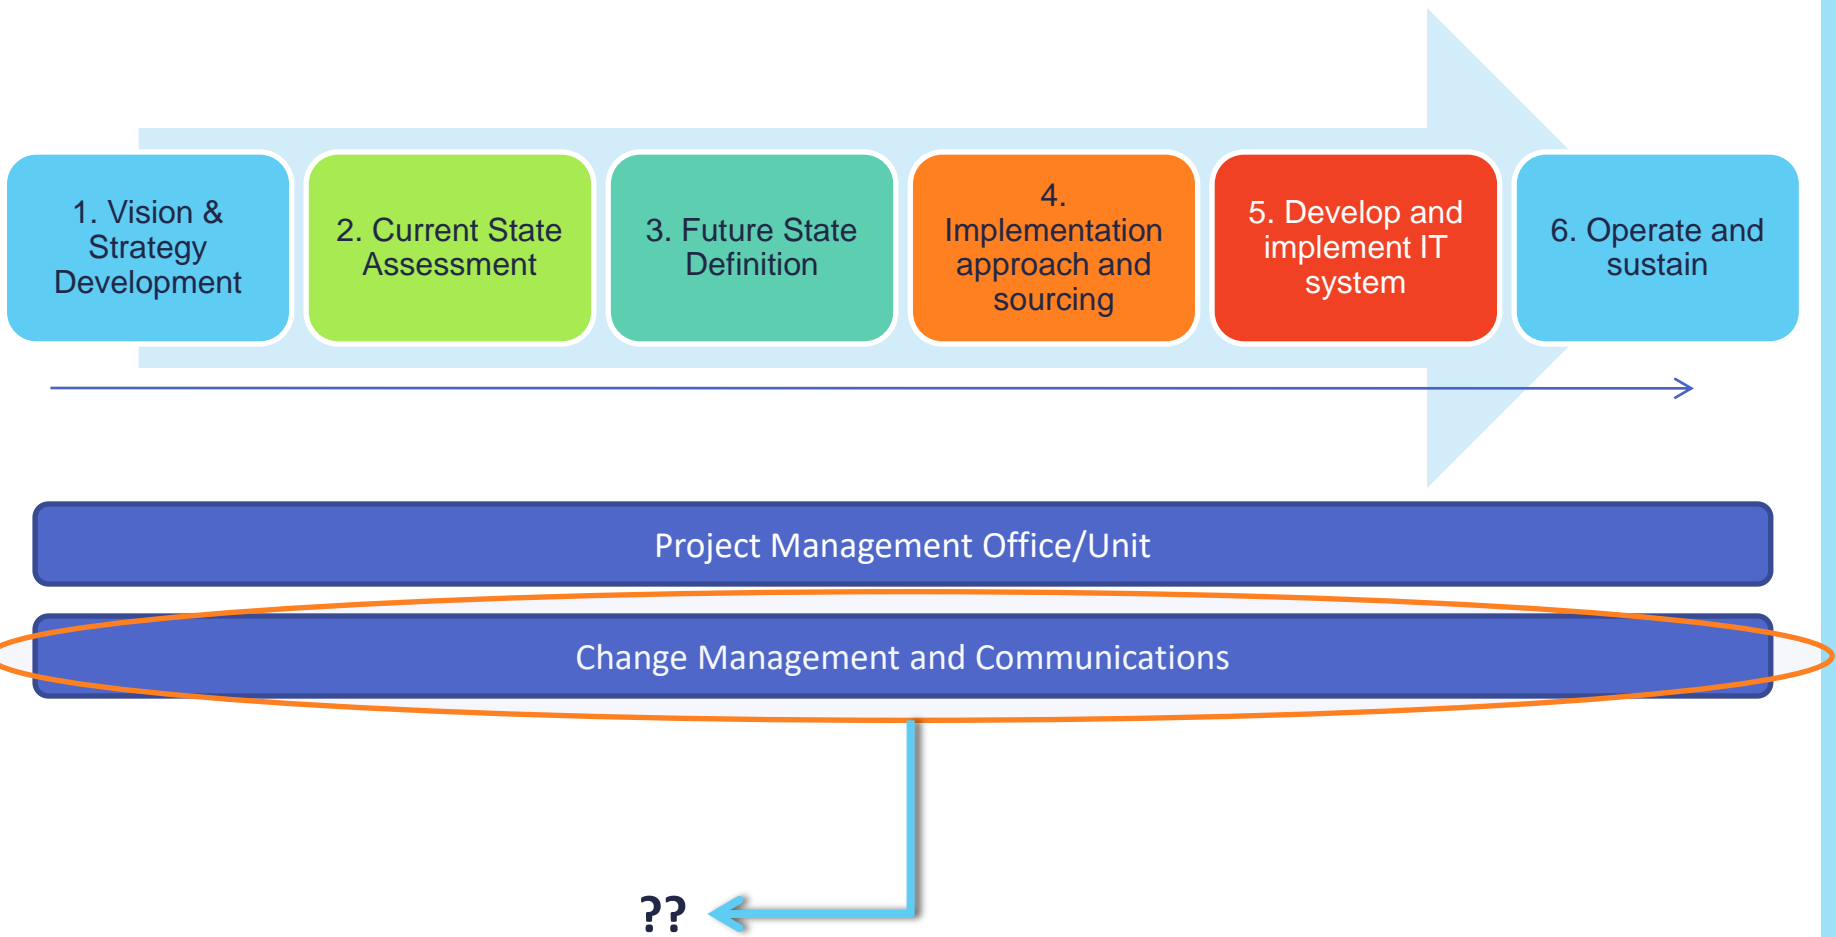 1. Vision &
Strategy
Development
2. Current State
Assessment
3. Future State
Definition
4.
Implementation
approach and
sourcing
5. Develop and
implement IT
system
6. Operate and
sustain
Project Management Office/Unit
Change Management and Communications
??